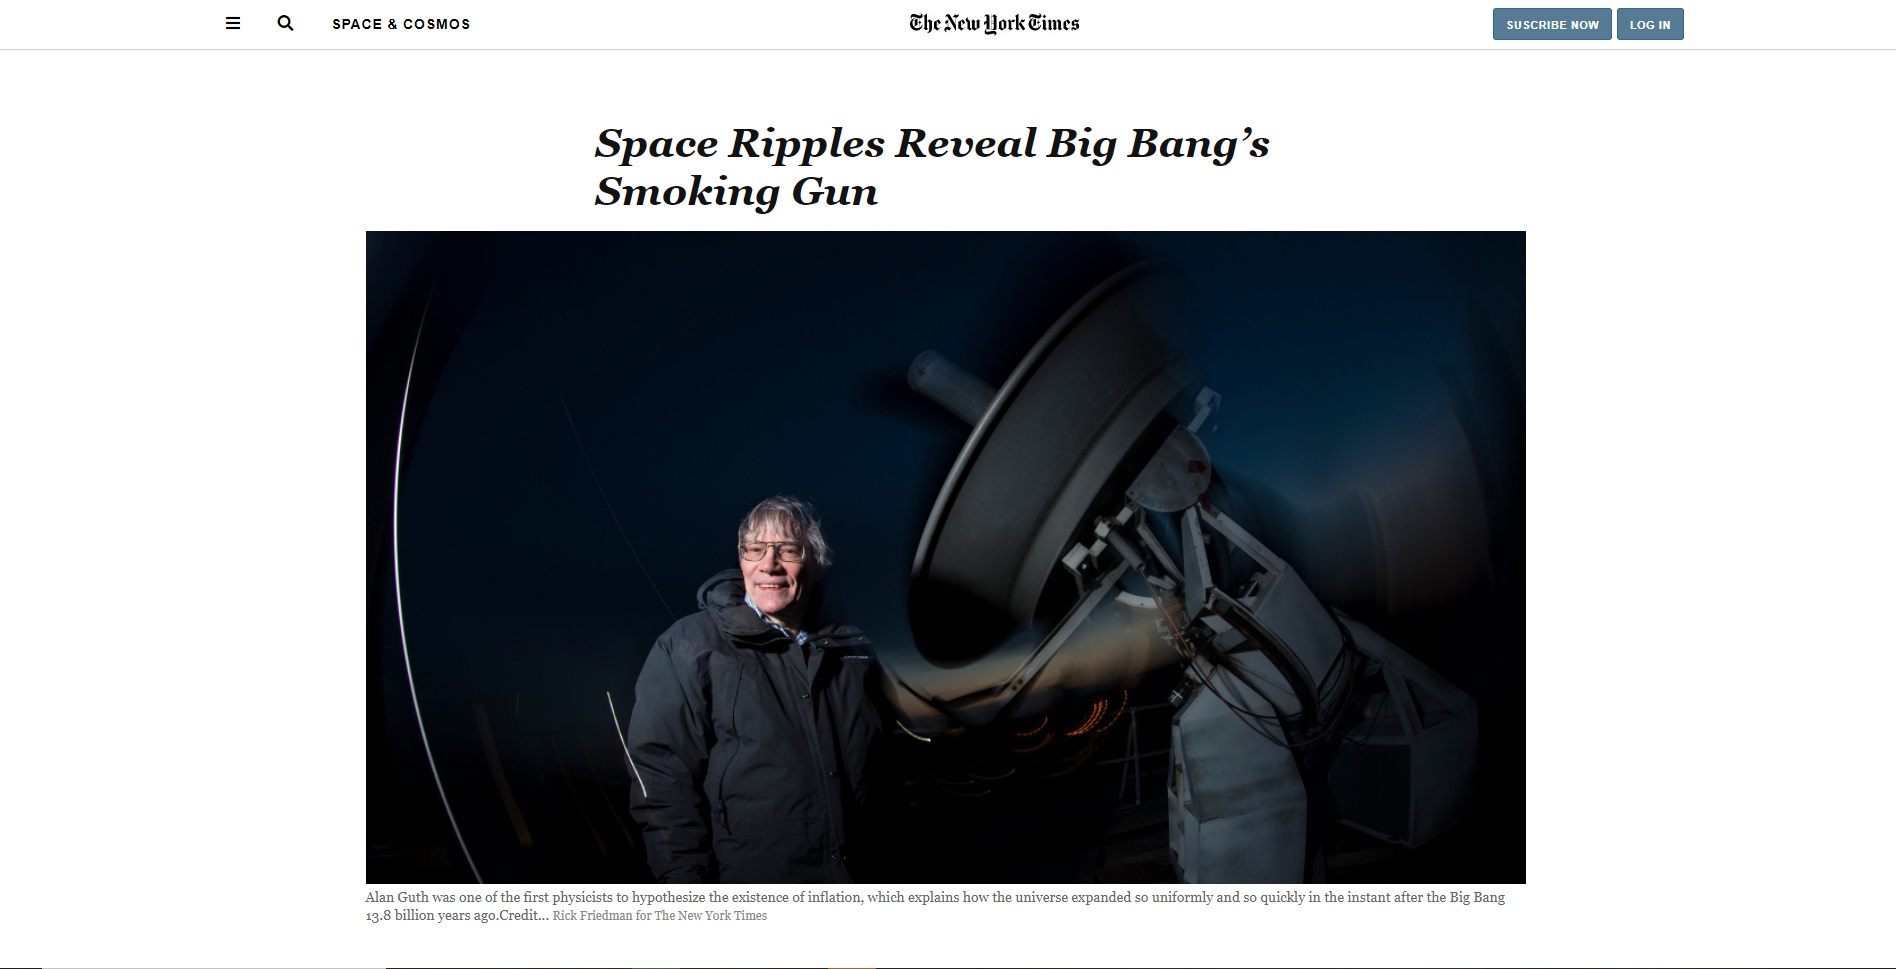 SPACE & COSMOS
The New York Times
SUSCRIBE NOW
LOG IN
Space Ripples Reveal Big Bang’s
Smoking Gun
Alan Guth was one of the first physicists to hypothesize the existence of inflation, which explains how the universe expanded so uniformly and so quickly in the instant after the Big Bang
13.8 billion years ago.Credit... Rick Friedman for The New York Times